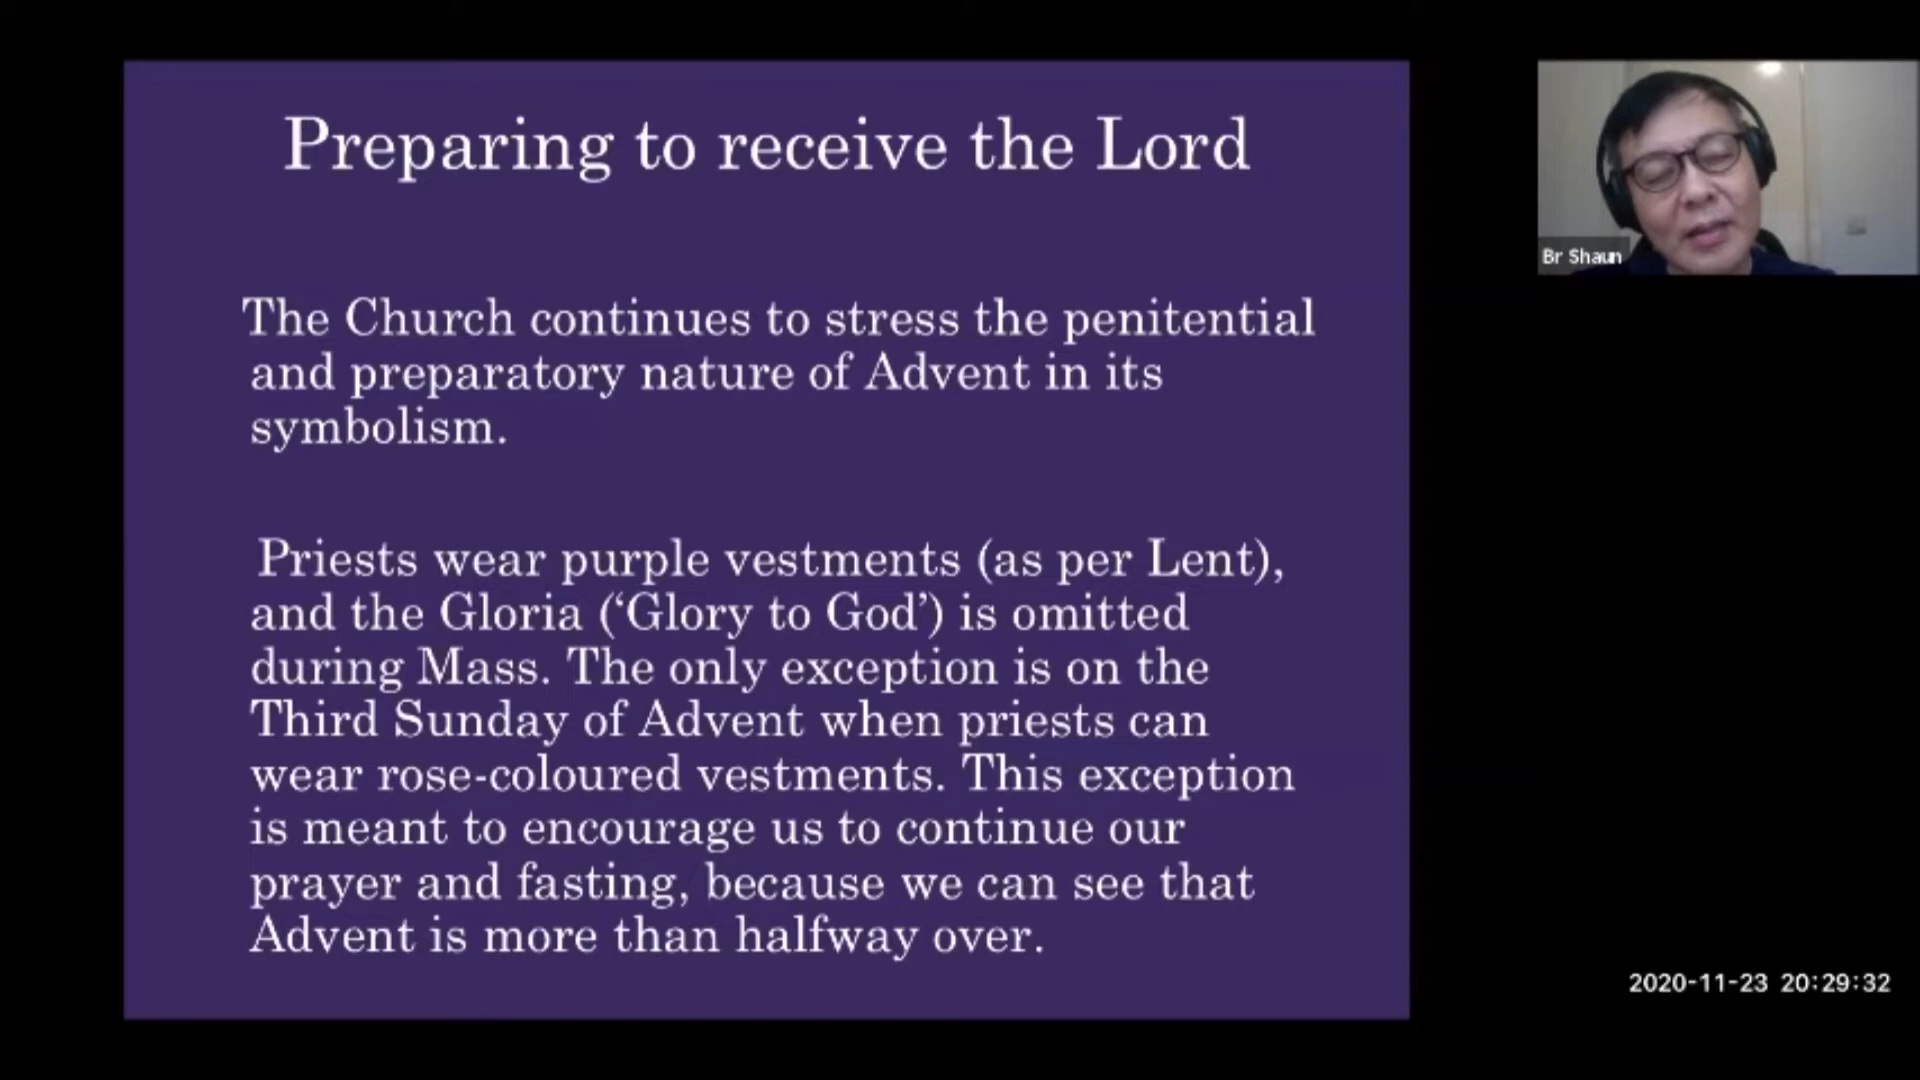 Preparing to receive the Lord
The Church continues to stress the penitential
and preparatory nature of Advent in its
symbolism.
Priests wear purple vestments (as per Lent),
and the Gloria (‘Glory to God’) is omitted
during Mass. The only exception is on the
Third Sunday of Advent when priests can
wear rose-coloured vestments. This exception
is meant to encourage us to continue our
prayer and fasting, because we can see that
Advent is more than halfway over.
Br Shaun
2020-11-23 20:29:32